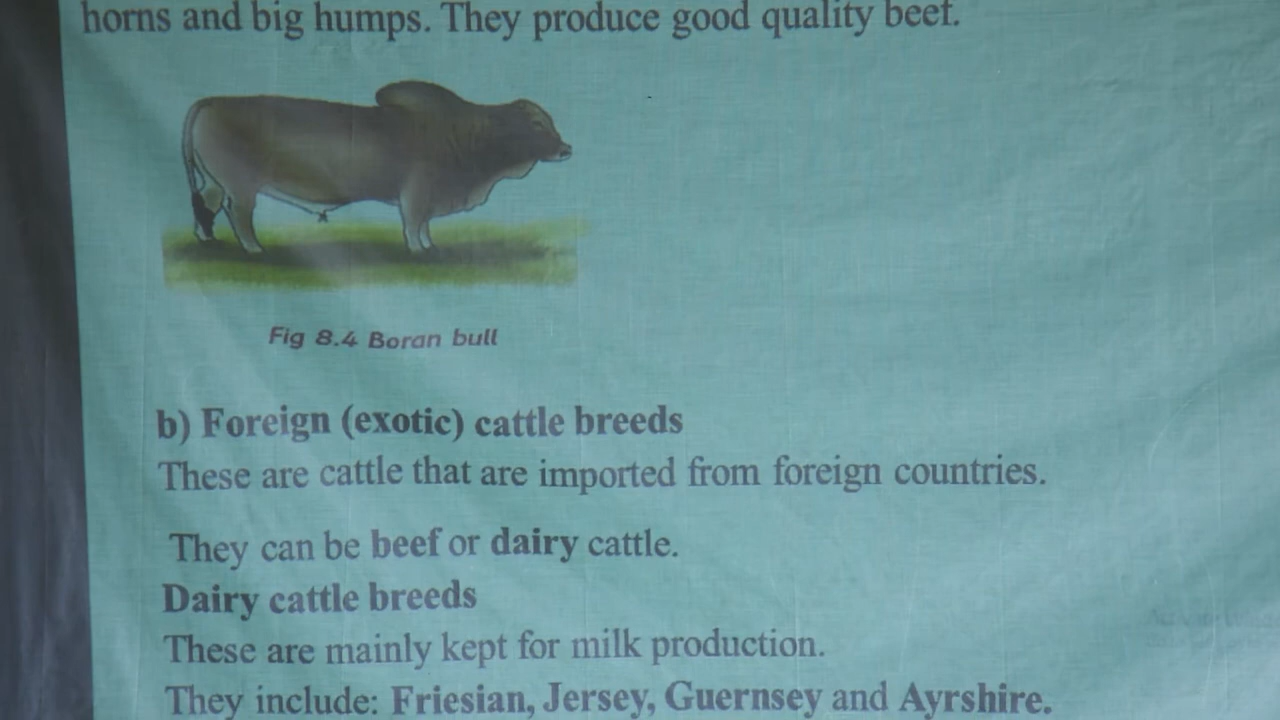 horns and big humps. They produce good quality beef.
Fig 8.4 Boran bull
b) Foreign (exotic) cattle breeds
These are cattle that are imported from foreign countries.
They can be beef or dairy cattle.
Dairy cattle breeds
These are mainly kept for milk production.
They include: Friesian, Jersey, Guernsey and Ayrshire.